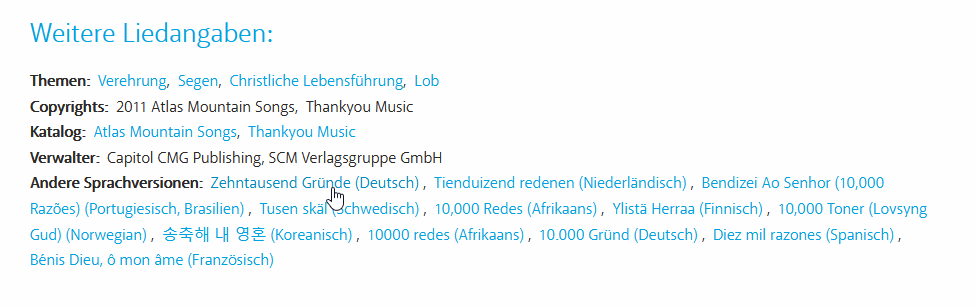 Weitere Liedangaben:
Themen: Verehrung, Segen, Christliche Lebensführung, Lob
Copyrights: 2011 Atlas Mountain Songs, Thankyou Music
Katalog: Atlas Mountain Songs, Thankyou Music
Verwalter: Capitol CMG Publishing, SCM Verlagsgruppe GmbH
Andere Sprachversionen: Zehntausend Gründe (Deutsch) , Tienduizend redenen (Niederländisch) , Bendizei Ao Senhor (10,000
Razões) (Portugiesisch, Brasilien) , Tusen skäl (Schwedisch) , 10,000 Redes (Afrikaans) , Ylistä Herraa (Finnisch) , 10,000 Toner (Lovsyng
Gud) (Norwegian) , 송축해 내 영혼 (Koreanisch) , 10000 redes (Afrikaans) , 10.000 Gründ (Deutsch) , Diez mil razones (Spanisch) ,
Bénis Dieu, ô mon âme (Französisch)